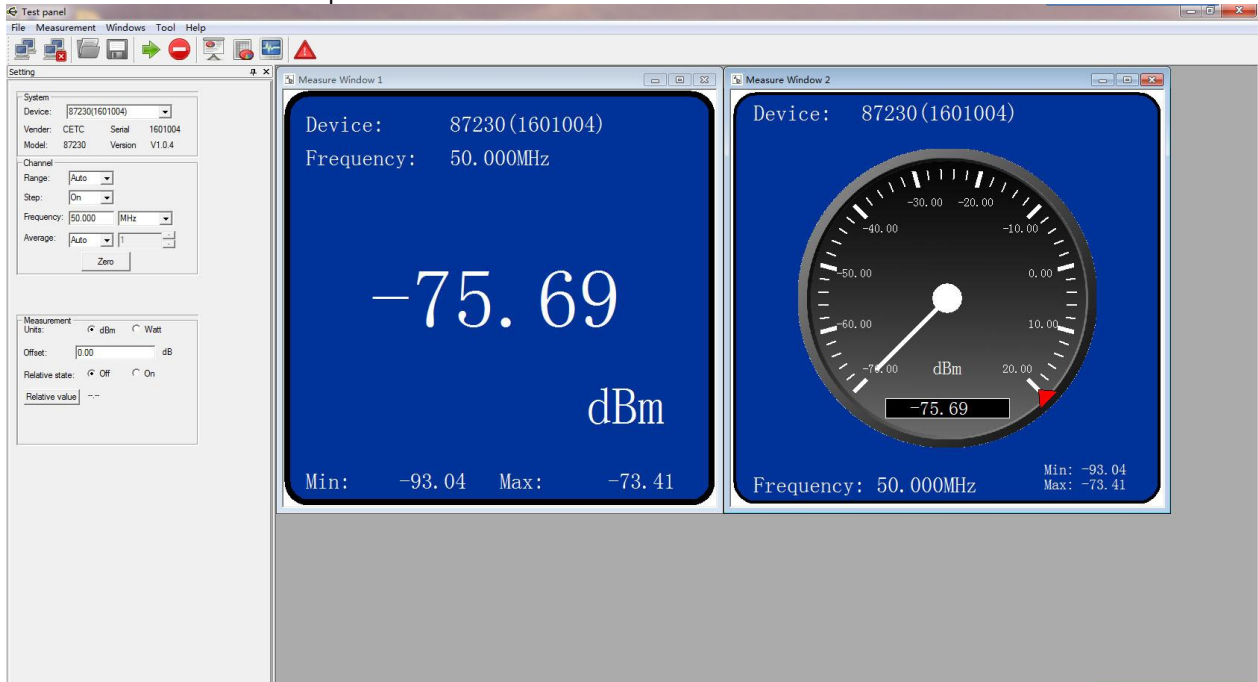 Test panel
File Measurement Windows Tool Help
Setting
System
Device: 87230(1601004)
Vender: CETC Serial 1601004
Model: 87230 Version V1.0.4
Channel
Range: Auto
Step: On
Frequency: 50.000 MHz
Average: Auto 1
Zero
Measurement
Units: dBm Watt
Offset: 0.00 dB
Relative state: Off On
Relative value --.--
Measure Window 1
Device: 87230(1601004)
Frequency: 50.000MHz
-75.69
dBm
Min: -93.04 Max: -73.41
Measure Window 2
Device: 87230(1601004)
-30.00 -20.00
-40.00 -10.00
-50.00 0.00
-60.00 10.00
-70.00 dBm 20.00
-75.69
Frequency: 50.000MHz
Min: -93.04
Max: -73.41